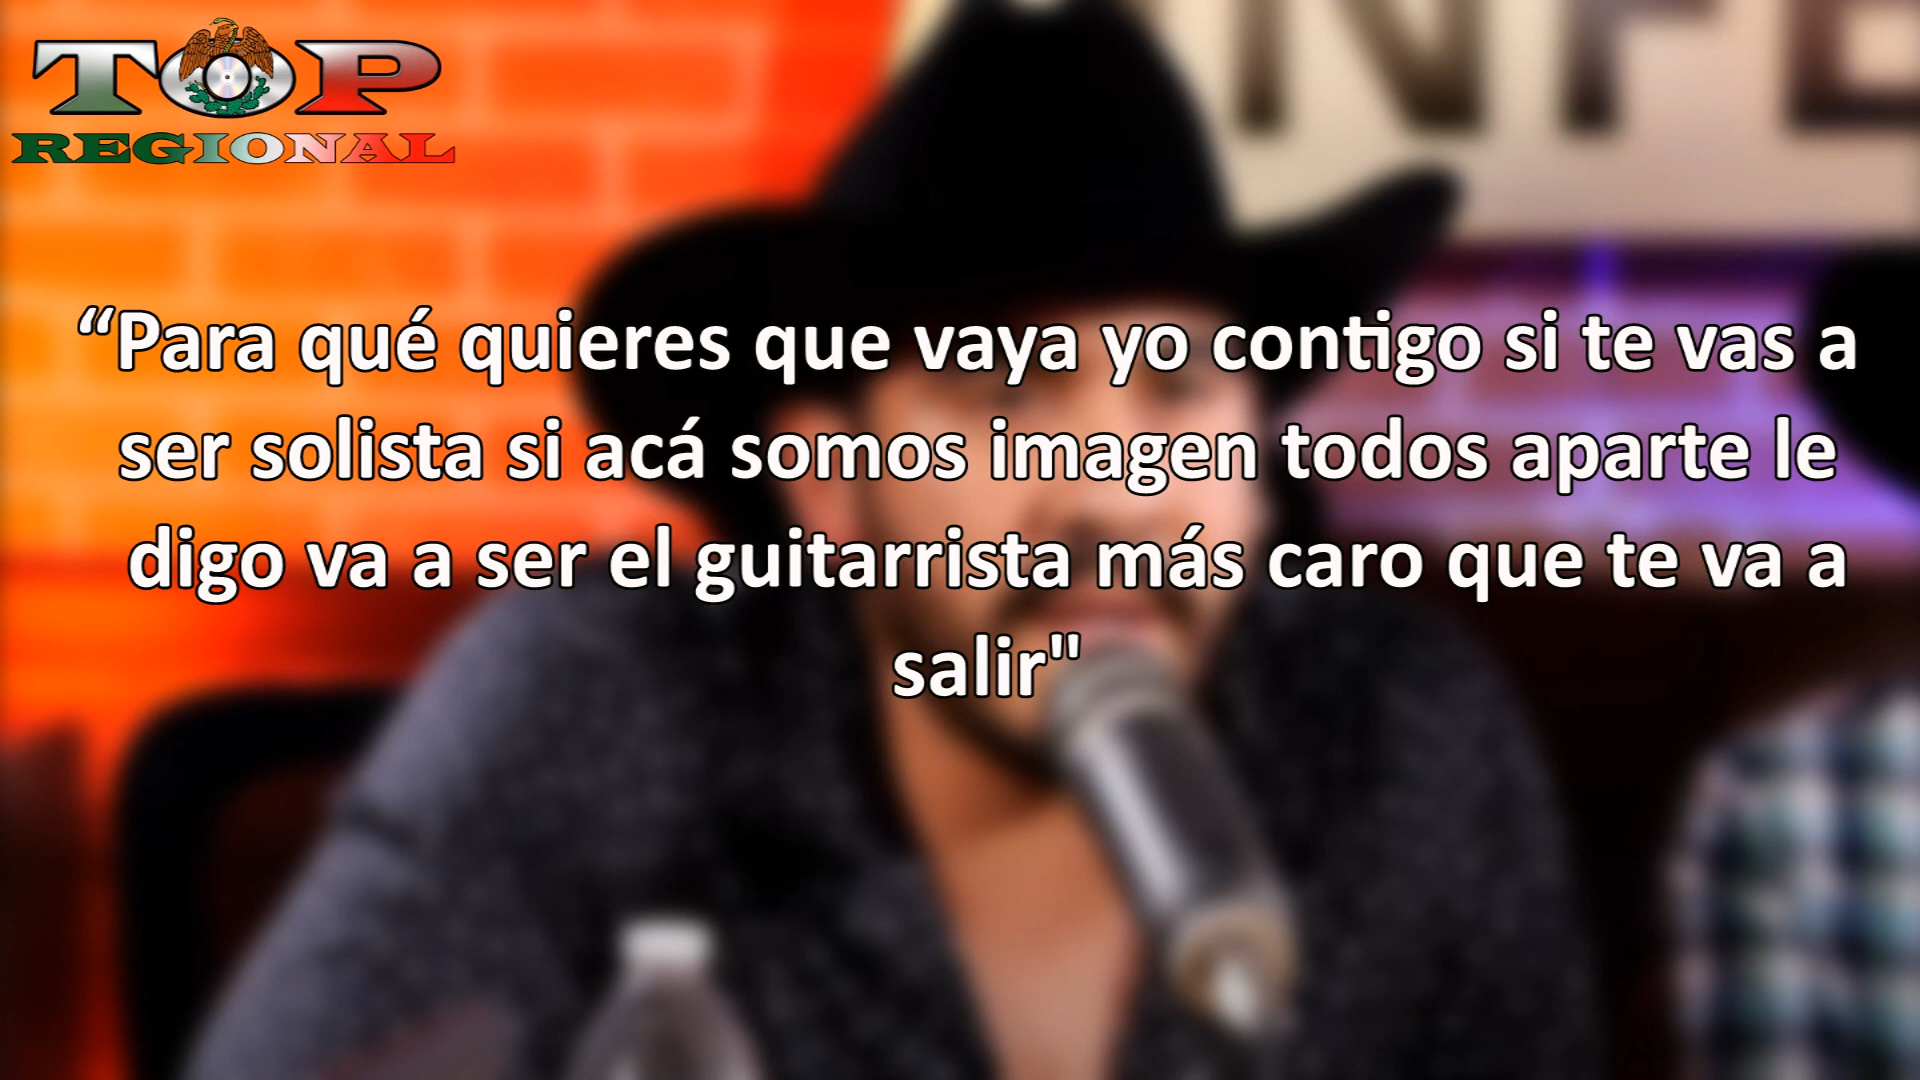 TOP
REGIONAL
“Para qué quieres que vaya yo contigo si te vas a
ser solista si acá somos imagen todos aparte le
digo va a ser el guitarrista más caro que te va a
salir"